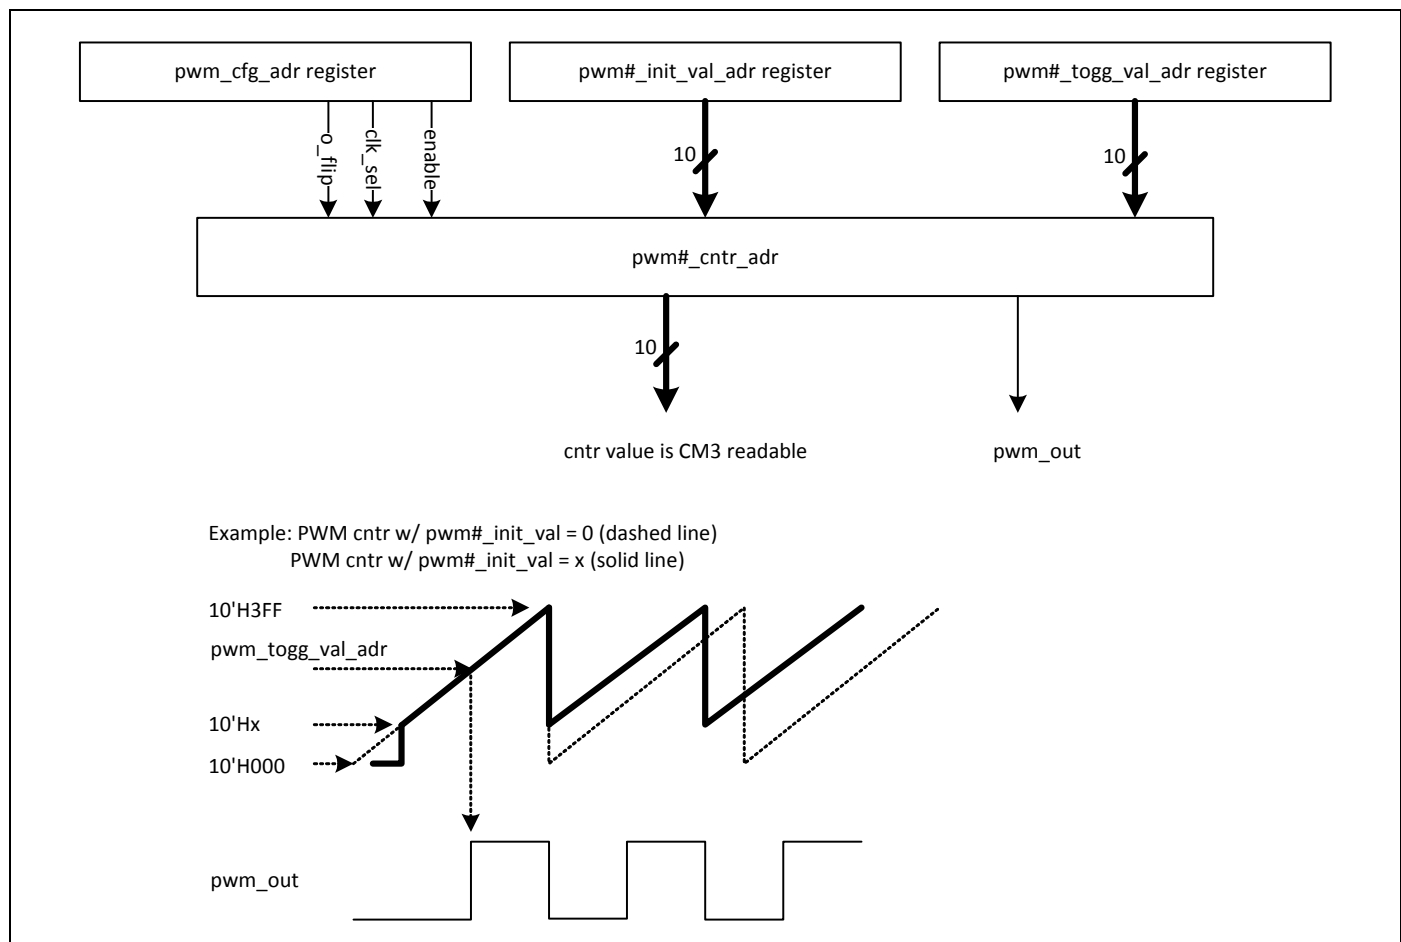 pwm_cfg_adr register
pwm#_init_val_adr register
pwm#_togg_val_adr register
o_flip
clk_sel
enable
10
10
pwm#_cntr_adr
10
cntr value is CM3 readable
pwm_out
Example: PWM cntr w/ pwm#_init_val = 0 (dashed line)
PWM cntr w/ pwm#_init_val = x (solid line)
10'H3FF
pwm_togg_val_adr
10'Hx
10'H000
pwm_out